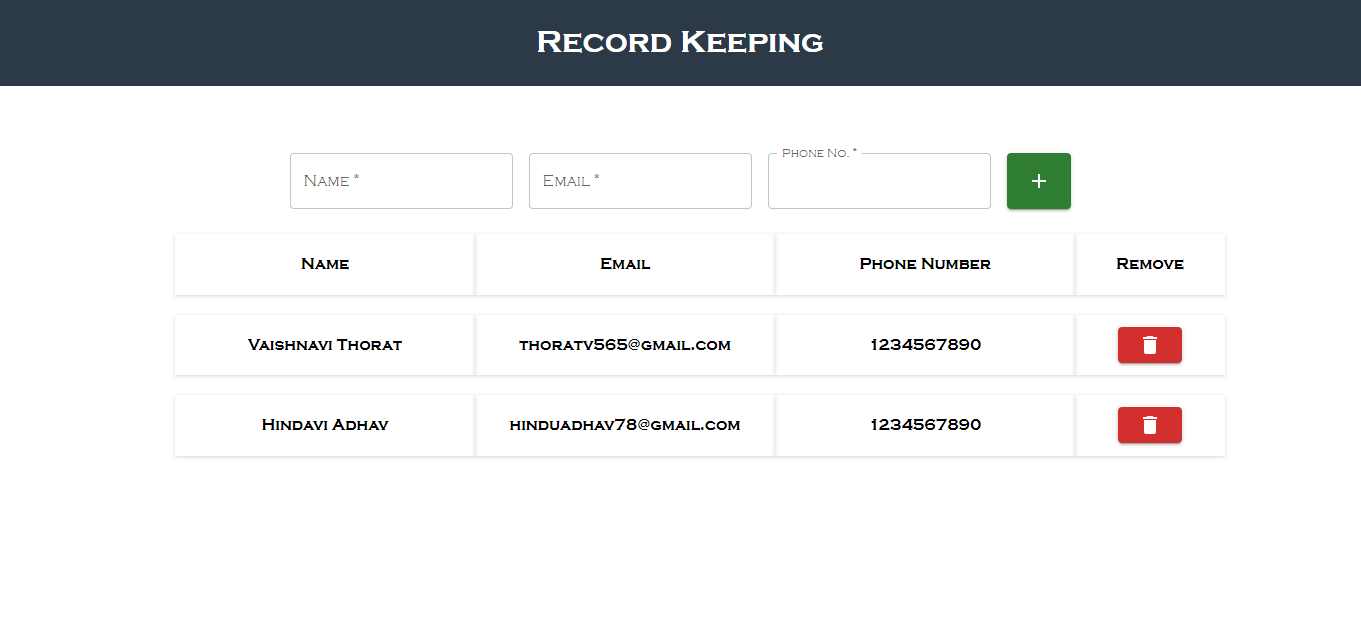 Record Keeping
Name *
Email *
Phone No. *
+
Name Email Phone Number Remove
Vaishnavi Thorat thoratv565@gmail.com 1234567890
Hindavi Adhav hinduadhav78@gmail.com 1234567890